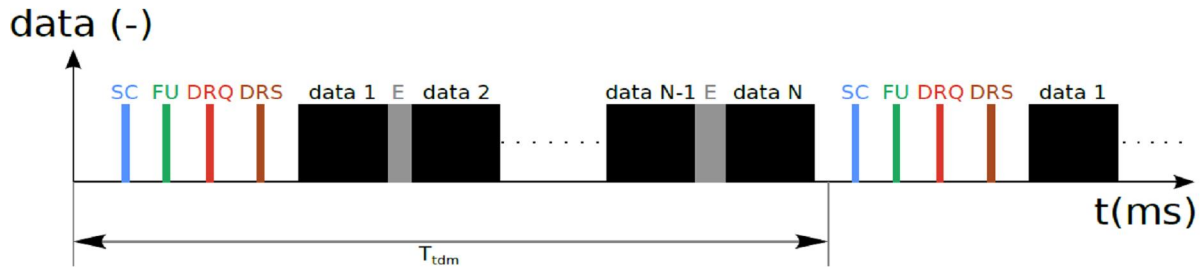 data (-)
SC FU DRQ DRS data 1 E data 2 data N-1 E data N SC FU DRQ DRS data 1
t(ms)
Ttdm